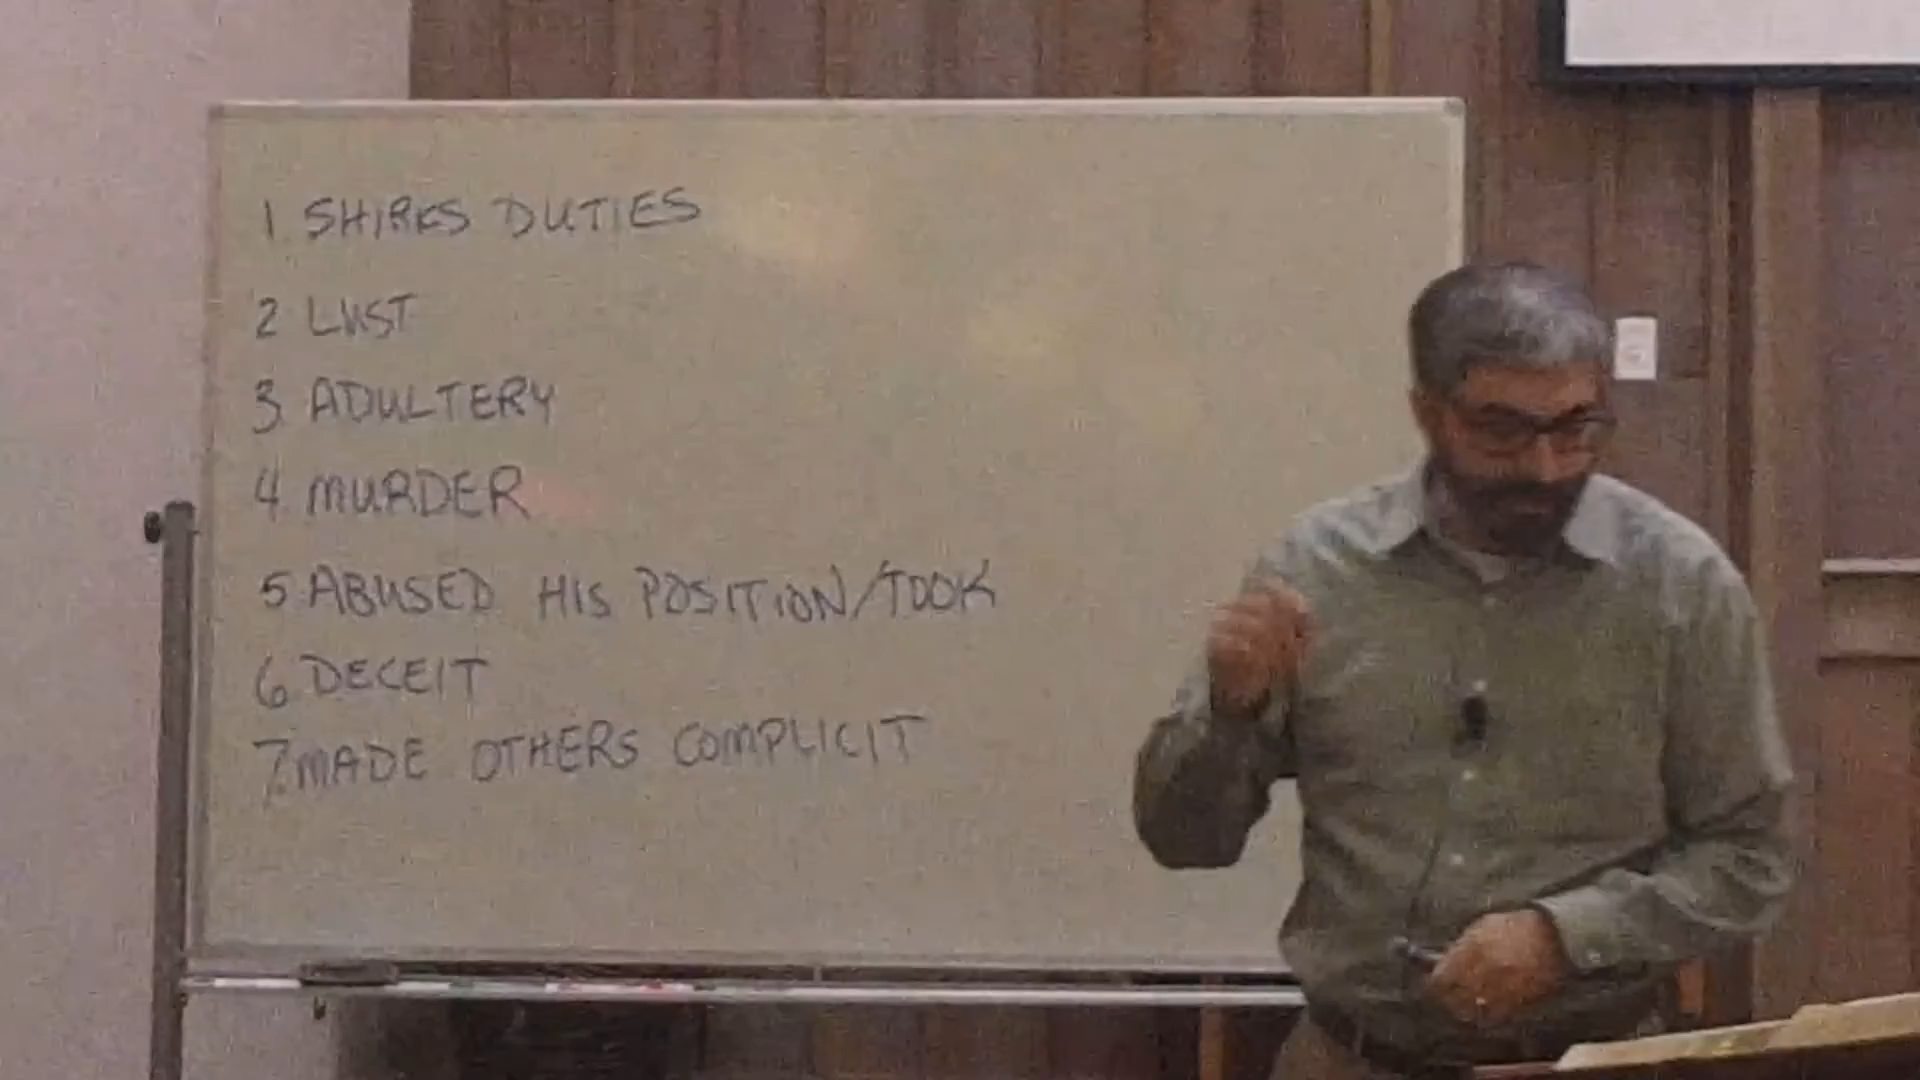 1. SHIRKS DUTIES
2 LUST
3. ADULTERY
4. MURDER
5. ABUSED HIS POSITION/TOOK
6. DECEIT
7. MADE OTHERS COMPLICIT